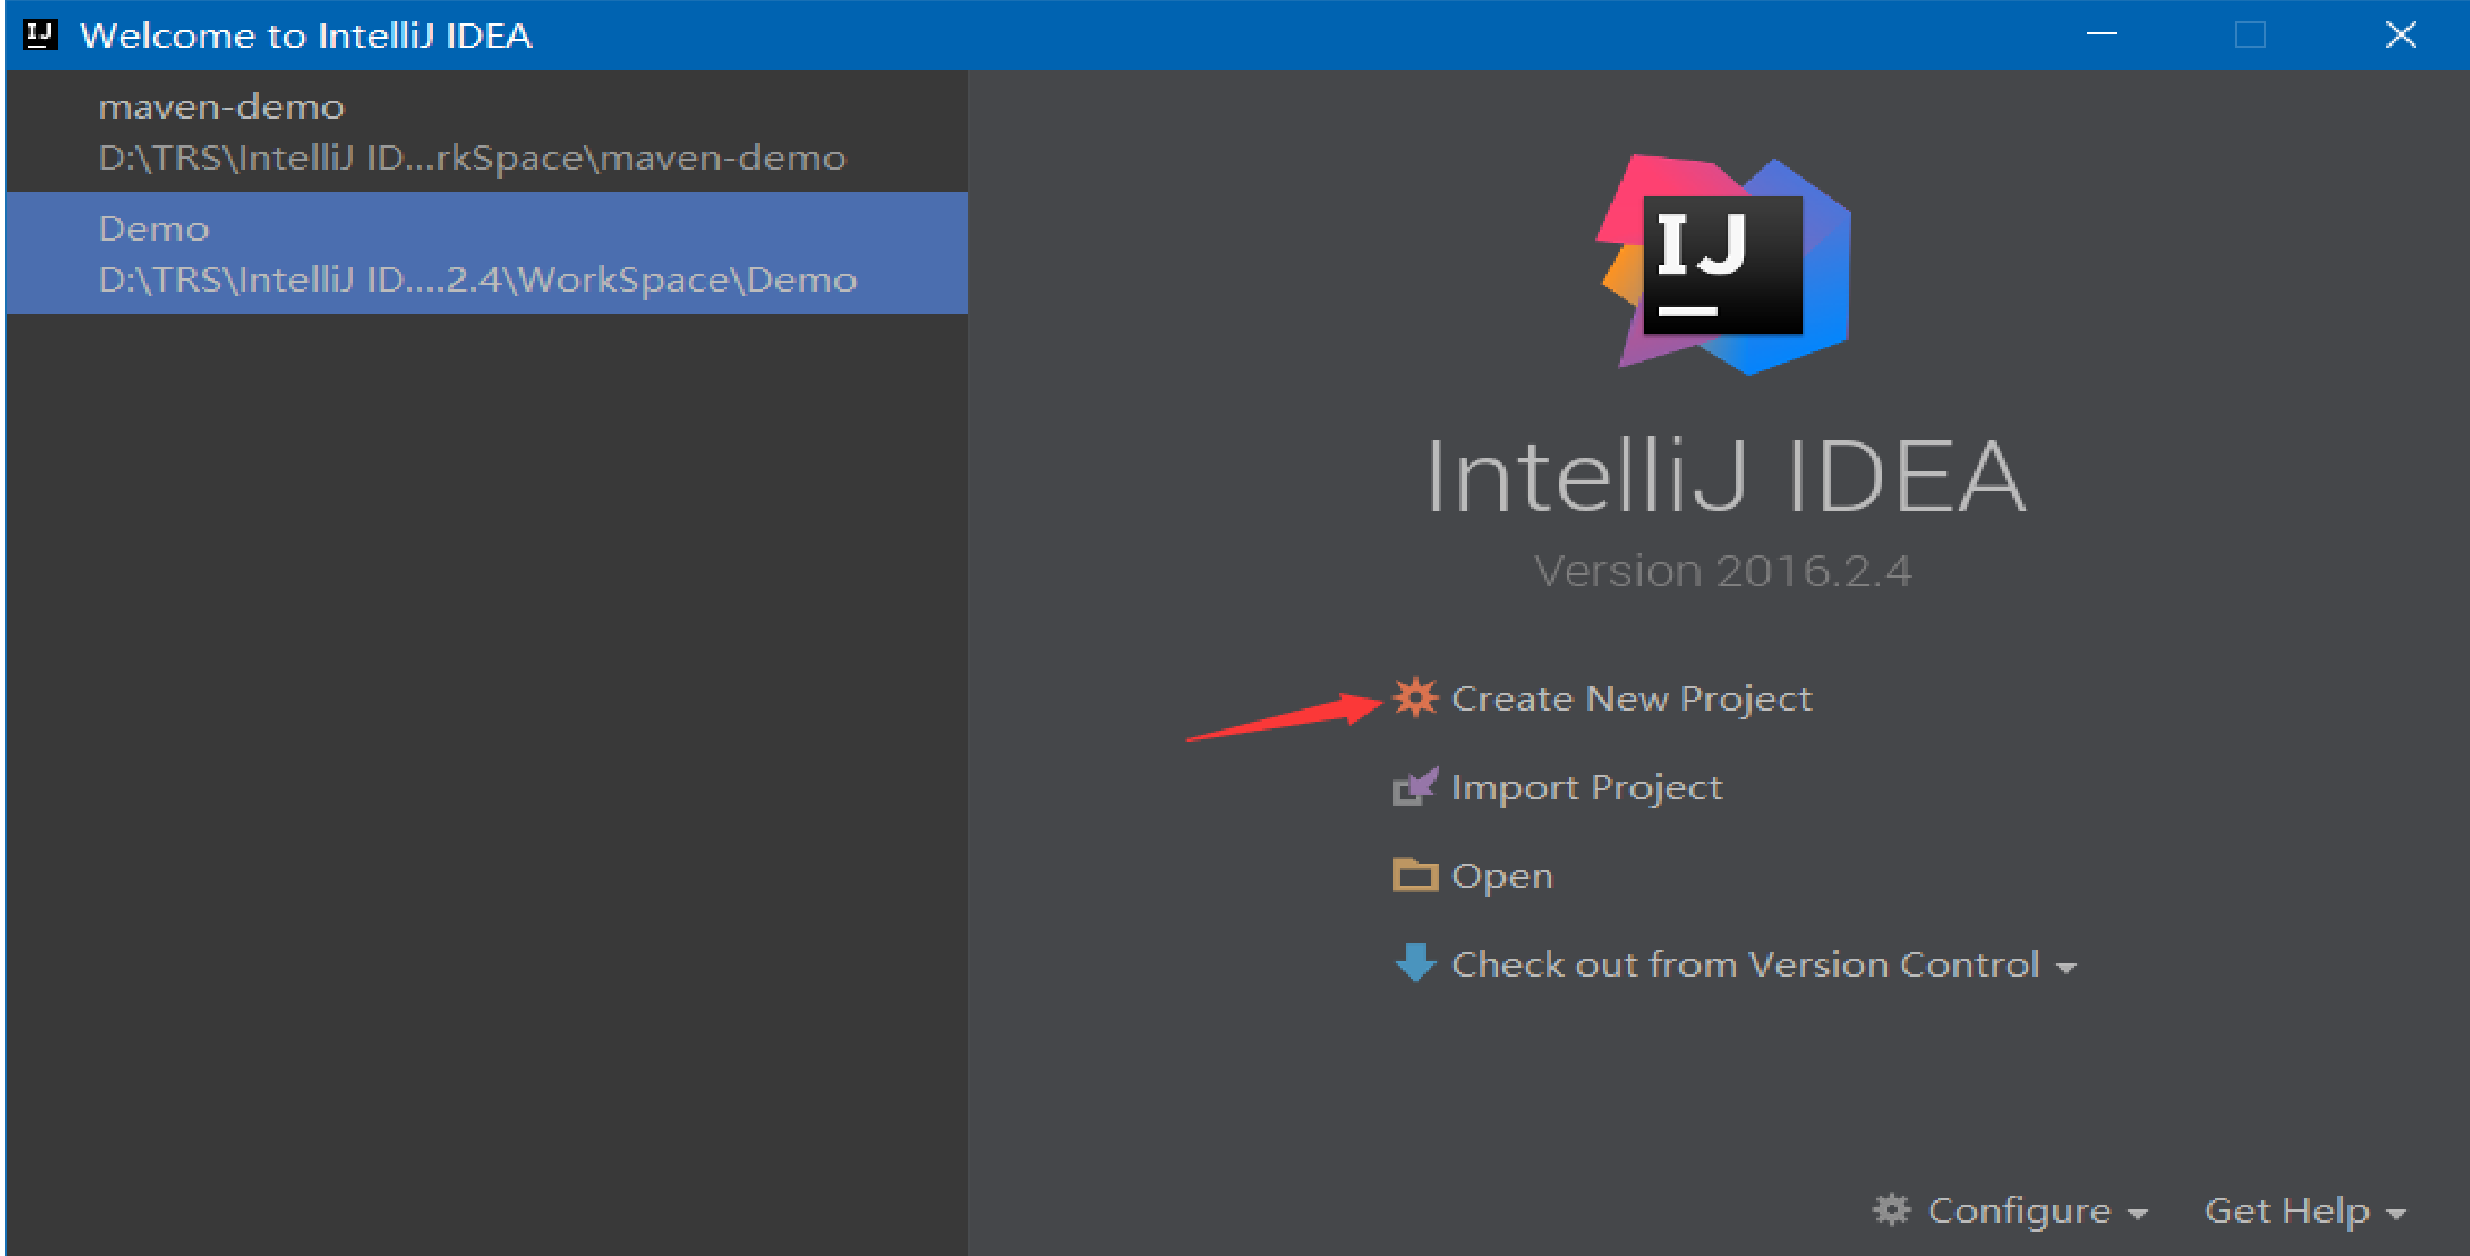 IJ Welcome to IntelliJ IDEA
maven-demo
D:\TRS\IntelliJ ID...rkSpace\maven-demo
Demo
D:\TRS\IntelliJ ID....2.4\WorkSpace\Demo
IJ
IntelliJ IDEA
Version 2016.2.4
Create New Project
Import Project
Open
Check out from Version Control
Configure
Get Help